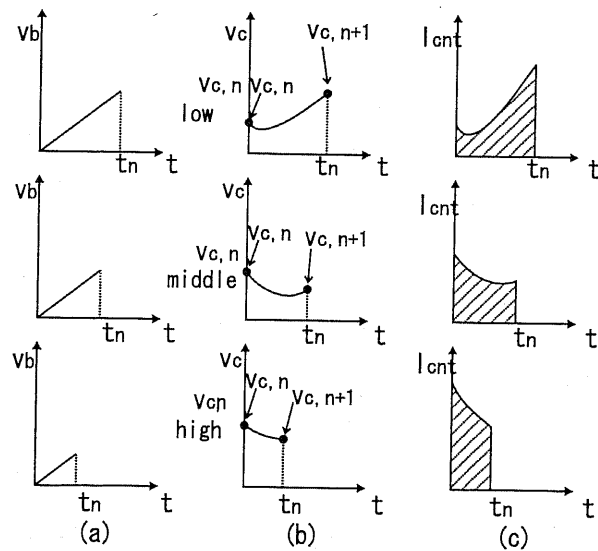 Vb
t
tn
Vc
Vc, n Vc, n
Vc, n+1
low
t
tn
Icnt
t
tn
Vb
t
tn
Vc
Vc, n
Vc, n
Vc, n+1
middle
t
tn
Icnt
t
tn
Vb
t
tn
Vc
Vc, n
Vcn
Vc, n+1
high
t
tn
Icnt
t
tn
(a)
(b)
(c)